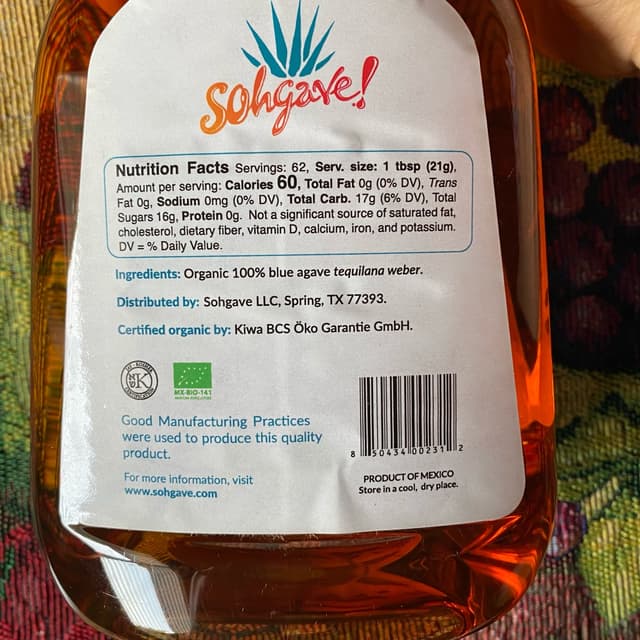 Sohgave!
Nutrition Facts Servings: 62, Serv. size: 1 tbsp (21g),
Amount per serving: Calories 60, Total Fat 0g (0% DV), Trans
Fat 0g, Sodium 0mg (0% DV), Total Carb. 17g (6% DV), Total
Sugars 16g, Protein 0g. Not a significant source of saturated fat,
cholesterol, dietary fiber, vitamin D, calcium, iron, and potassium.
DV = % Daily Value.
Ingredients: Organic 100% blue agave tequilana weber.
Distributed by: Sohgave LLC, Spring, TX 77393.
Certified organic by: Kiwa BCS Öko Garantie GmbH.
K
MX-BIO-141
Good Manufacturing Practices
were used to produce this quality
product.
For more information, visit
www.sohgave.com
8 50434 00231 2
PRODUCT OF MEXICO
Store in a cool, dry place.